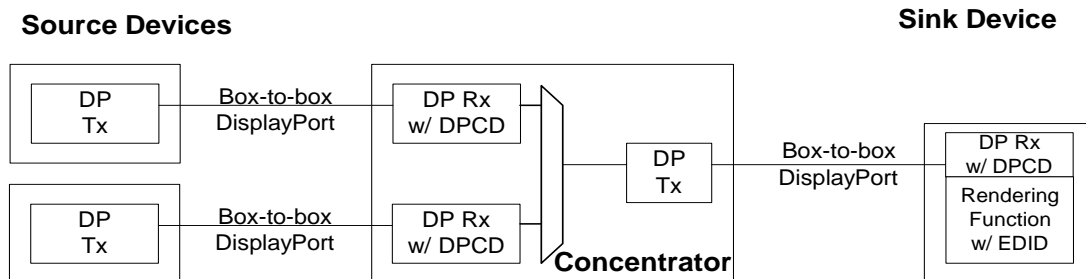 Source Devices
Sink Device
DP
Tx
Box-to-box
DisplayPort
DP Rx
w/ DPCD
DP
Tx
Box-to-box
DisplayPort
DP Rx
w/ DPCD
DP
Tx
Box-to-box
DisplayPort
DP Rx
w/ DPCD
Rendering
Function
w/ EDID
Concentrator